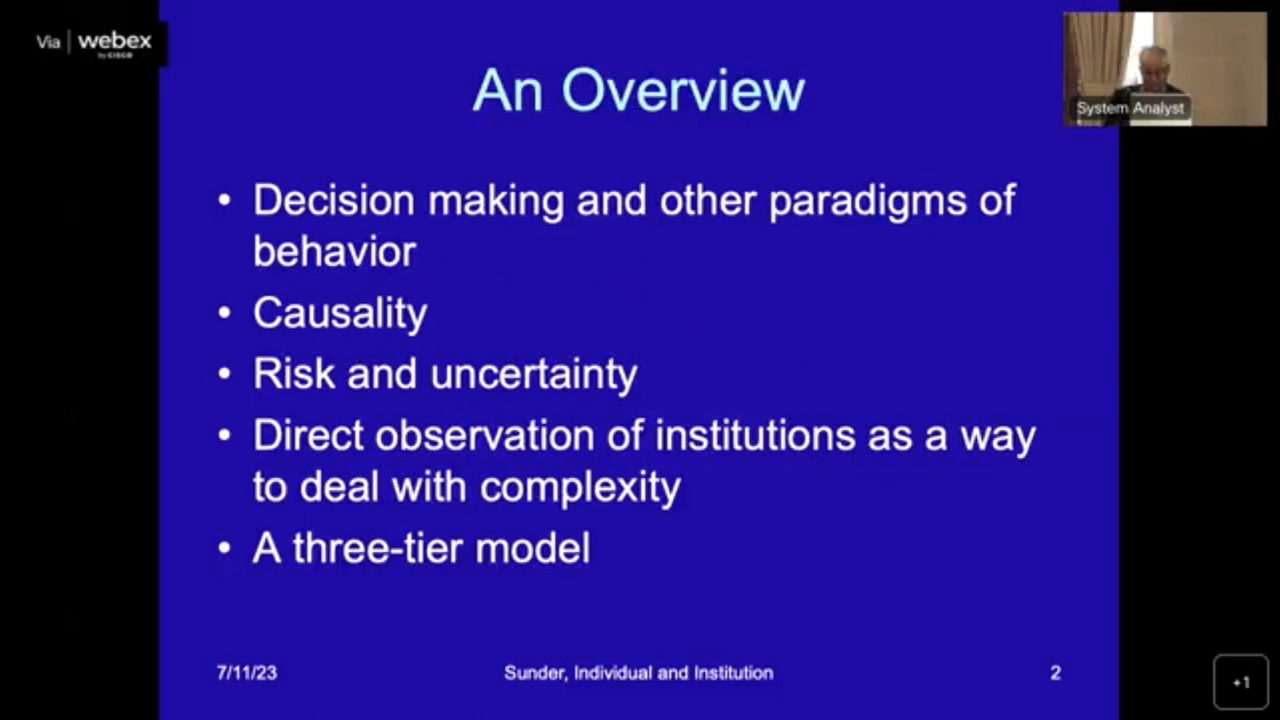 Via | webex
by CISCO
An Overview
System Analyst
• Decision making and other paradigms of
behavior
• Causality
• Risk and uncertainty
• Direct observation of institutions as a way
to deal with complexity
• A three-tier model
7/11/23 Sunder, Individual and Institution 2
+1